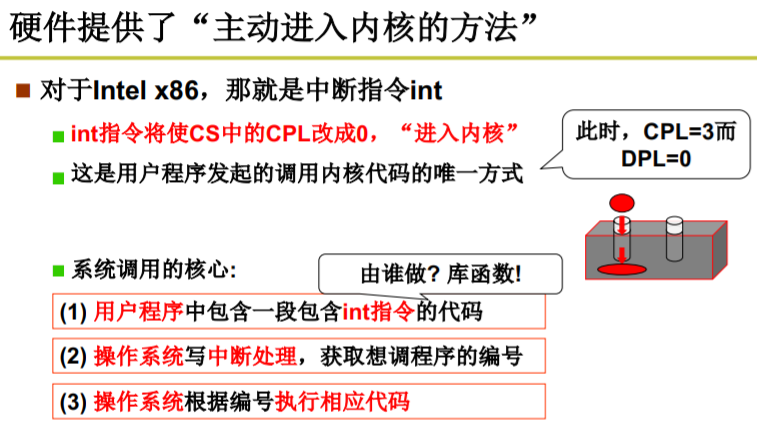 硬件提供了“主动进入内核的方法”
对于Intel x86，那就是中断指令int
int指令将使CS中的CPL改成0，“进入内核”
此时，CPL=3而
DPL=0
这是用户程序发起的调用内核代码的唯一方式
系统调用的核心:
由谁做? 库函数!
(1) 用户程序中包含一段包含int指令的代码
(2) 操作系统写中断处理，获取想调程序的编号
(3) 操作系统根据编号执行相应代码